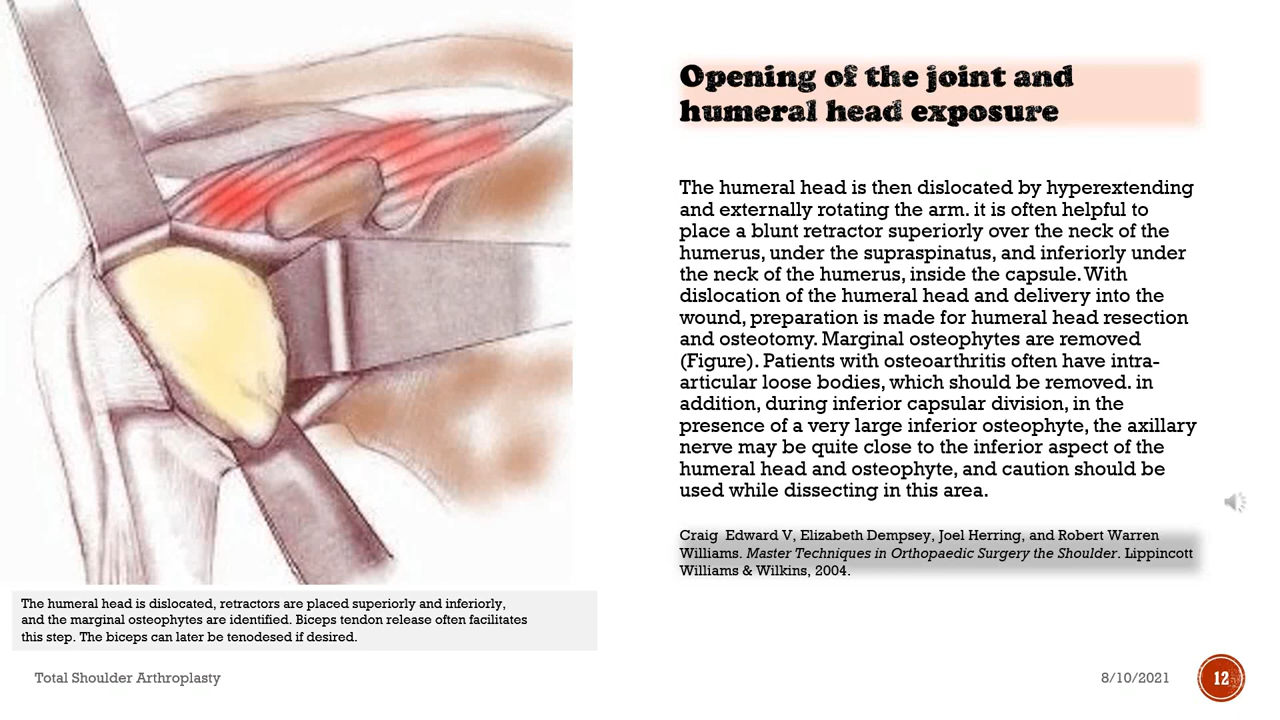 Opening of the joint and
humeral head exposure
The humeral head is then dislocated by hyperextending
and externally rotating the arm. it is often helpful to
place a blunt retractor superiorly over the neck of the
humerus, under the supraspinatus, and inferiorly under
the neck of the humerus, inside the capsule. With
dislocation of the humeral head and delivery into the
wound, preparation is made for humeral head resection
and osteotomy. Marginal osteophytes are removed
(Figure). Patients with osteoarthritis often have intra-
articular loose bodies, which should be removed. in
addition, during inferior capsular division, in the
presence of a very large inferior osteophyte, the axillary
nerve may be quite close to the inferior aspect of the
humeral head and osteophyte, and caution should be
used while dissecting in this area.
Craig Edward V, Elizabeth Dempsey, Joel Herring, and Robert Warren
Williams. Master Techniques in Orthopaedic Surgery the Shoulder. Lippincott
Williams & Wilkins, 2004.
The humeral head is dislocated, retractors are placed superiorly and inferiorly,
and the marginal osteophytes are identified. Biceps tendon release often facilitates
this step. The biceps can later be tenodesed if desired.
Total Shoulder Arthroplasty
8/10/2021
12